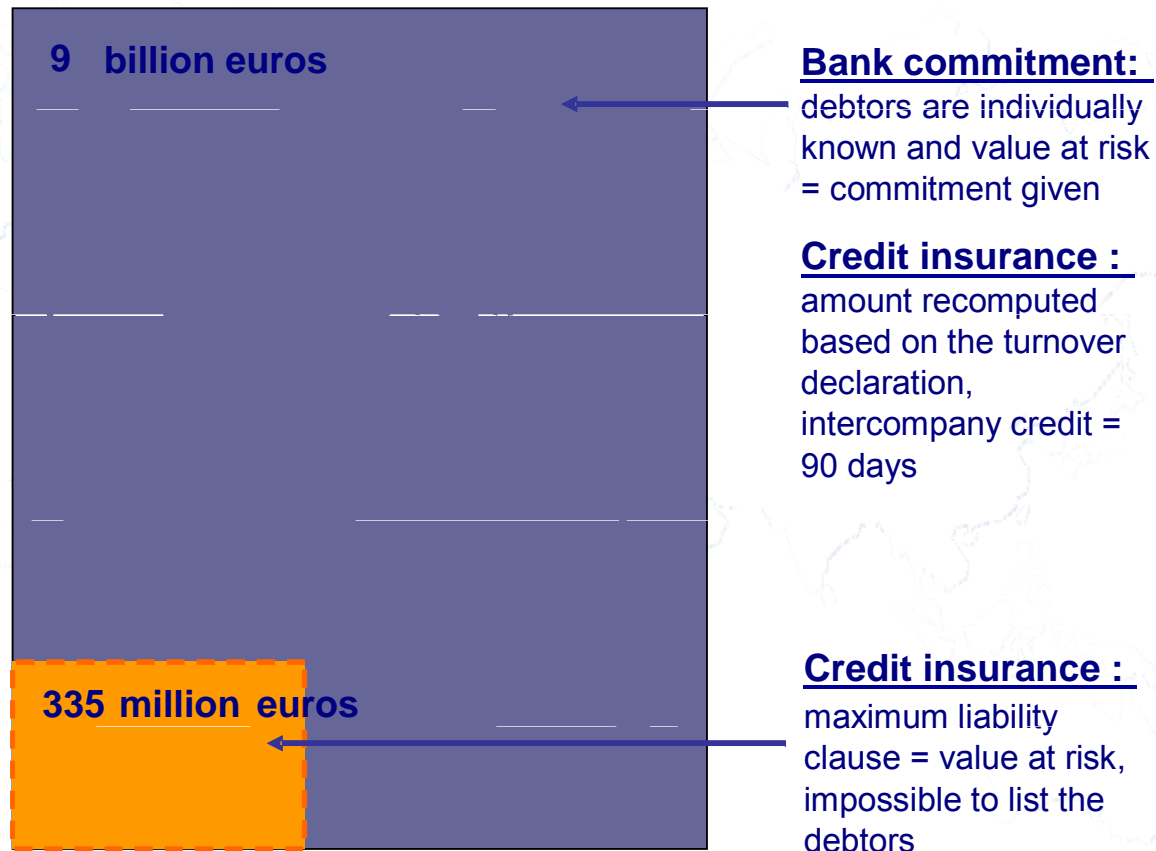 9 billion euros
Bank commitment:
debtors are individually
known and value at risk
= commitment given
Credit insurance :
amount recomputed
based on the turnover
declaration,
intercompany credit =
90 days
335 million euros
Credit insurance :
maximum liability
clause = value at risk,
impossible to list the
debtors